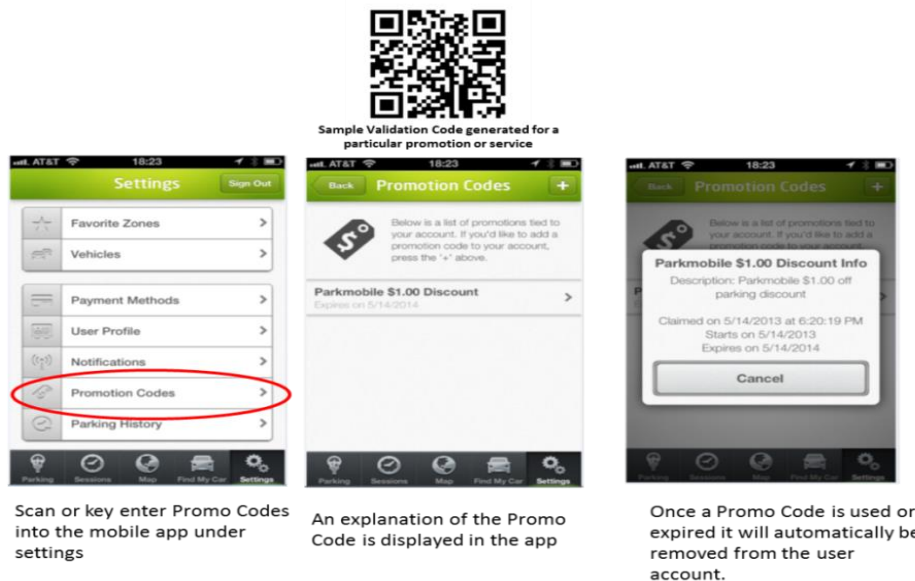 Sample Validation Code generated for a
particular promotion or service
AT&T 18:23
Settings
Sign Out
Favorite Zones
Vehicles
Payment Methods
User Profile
Notifications
Promotion Codes
Parking History
Parking
Sessions
Map
Find My Car
Settings
Scan or key enter Promo Codes
into the mobile app under
settings
AT&T 18:23
Back
Promotion Codes
+
Below is a list of promotions tied to
your account. If you'd like to add a
promotion code to your account,
press the '+' above.
Parkmobile $1.00 Discount
Expires on 5/14/2014
Parking
Sessions
Map
Find My Car
Settings
An explanation of the Promo
Code is displayed in the app
AT&T 18:23
Back
Promotion Codes
+
Below is a list of promotions tied to
your account. If you'd like to add a
promotion code to your account,
P
Parkmobile $1.00 Discount Info
Description: Parkmobile $1.00 off
parking discount
Claimed on 5/14/2013 at 6:20:19 PM
Starts on 5/14/2013
Expires on 5/14/2014
Cancel
Parking
Sessions
Map
Find My Car
Settings
Once a Promo Code is used or
expired it will automatically be
removed from the user
account.